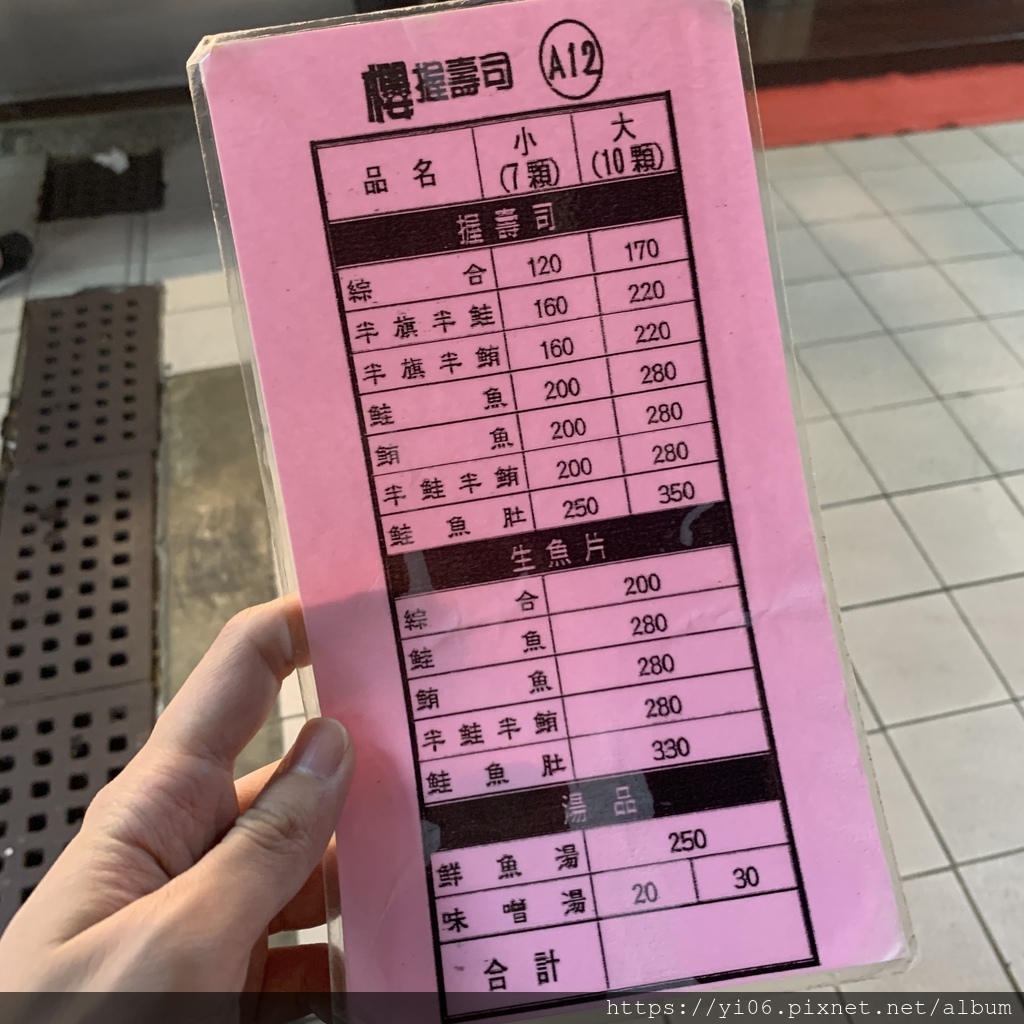 櫻握壽司 A12
品名 小(7顆) 大(10顆)
握壽司
綜合 120 170
半旗半鮭 160 220
半旗半鮪 160 220
鮭魚 200 280
鮪魚 200 280
半鮭半鮪 200 280
鮭魚肚 250 350
生魚片
綜合 200
鮭魚 280
鮪魚 280
半鮭半鮪 280
鮭魚肚 330
湯品
鮮魚湯 250
味噌湯 20 30
合計
https://yi06.pixnet.net/album